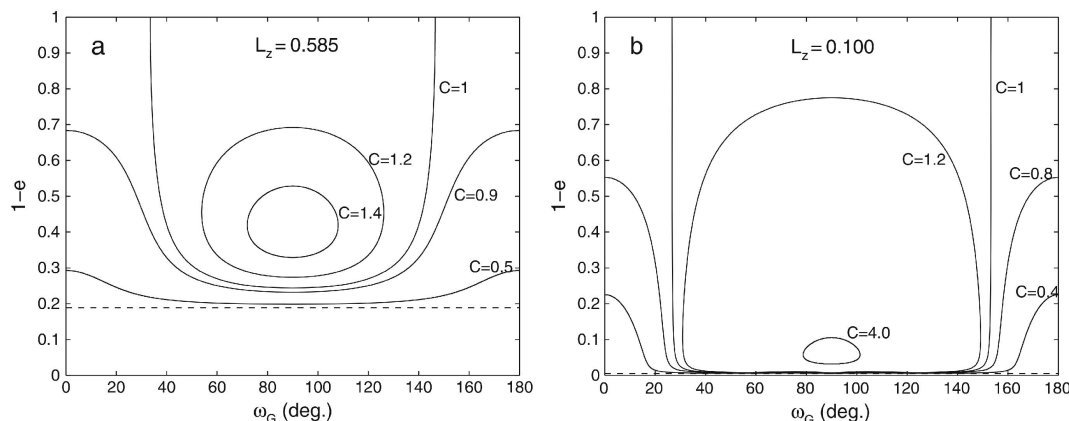 a
L_z = 0.585
C=1
C=1.2
C=1.4
C=0.9
C=0.5
1
0.9
0.8
0.7
0.6
0.5
0.4
0.3
0.2
0.1
0
1−e
0 20 40 60 80 100 120 140 160 180
ω_G (deg.)
b
L_z = 0.100
C=1
C=1.2
C=0.8
C=0.4
C=4.0
1
0.9
0.8
0.7
0.6
0.5
0.4
0.3
0.2
0.1
0
1−e
0 20 40 60 80 100 120 140 160 180
ω_G (deg.)